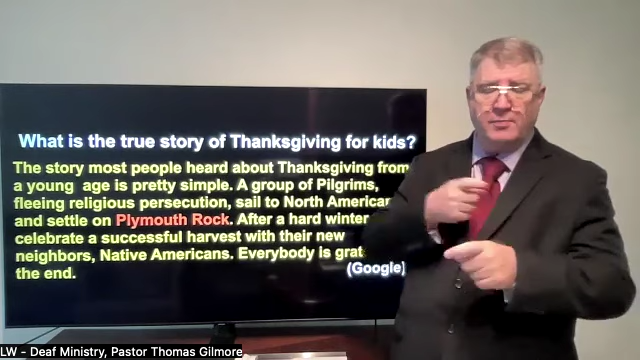 What is the true story of Thanksgiving for kids?
The story most people heard about Thanksgiving from
a young age is pretty simple. A group of Pilgrims,
fleeing religious persecution, sail to North American
and settle on Plymouth Rock. After a hard winter
celebrate a successful harvest with their new
neighbors, Native Americans. Everybody is
the end.
(Google)
LW - Deaf Ministry, Pastor Thomas Gilmore